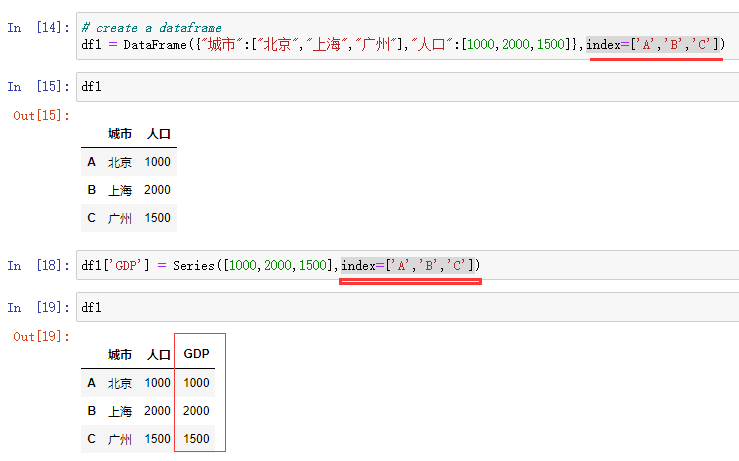 In [14]: # create a dataframe
df1 = DataFrame({"城市":["北京","上海","广州"],"人口":[1000,2000,1500]},index=['A','B','C'])
In [15]: df1
Out[15]:
城市 人口
A 北京 1000
B 上海 2000
C 广州 1500
In [18]: df1['GDP'] = Series([1000,2000,1500],index=['A','B','C'])
In [19]: df1
Out[19]:
城市 人口 GDP
A 北京 1000 1000
B 上海 2000 2000
C 广州 1500 1500